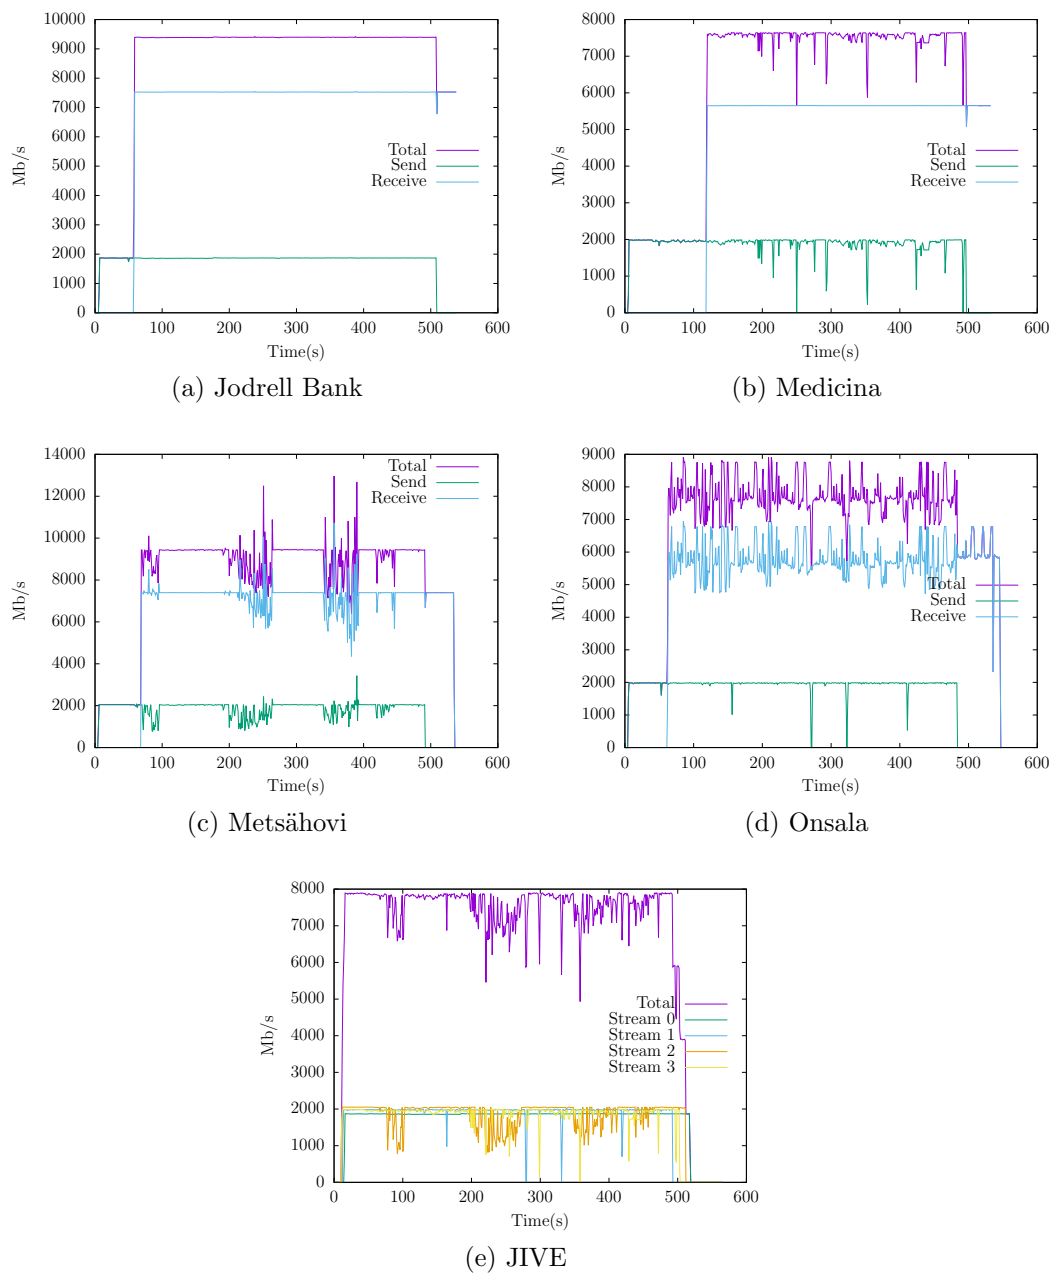 10000
9000
8000
7000
6000
5000
4000
3000
2000
1000
0
Mb/s
Total
Send
Receive
0 100 200 300 400 500 600
Time(s)
(a) Jodrell Bank
8000
7000
6000
5000
4000
3000
2000
1000
0
Mb/s
Total
Send
Receive
0 100 200 300 400 500 600
Time(s)
(b) Medicina
14000
12000
10000
8000
6000
4000
2000
0
Mb/s
Total
Send
Receive
0 100 200 300 400 500 600
Time(s)
(c) Metsähovi
9000
8000
7000
6000
5000
4000
3000
2000
1000
0
Mb/s
Total
Send
Receive
0 100 200 300 400 500 600
Time(s)
(d) Onsala
8000
7000
6000
5000
4000
3000
2000
1000
0
Mb/s
Total
Stream 0
Stream 1
Stream 2
Stream 3
0 100 200 300 400 500 600
Time(s)
(e) JIVE